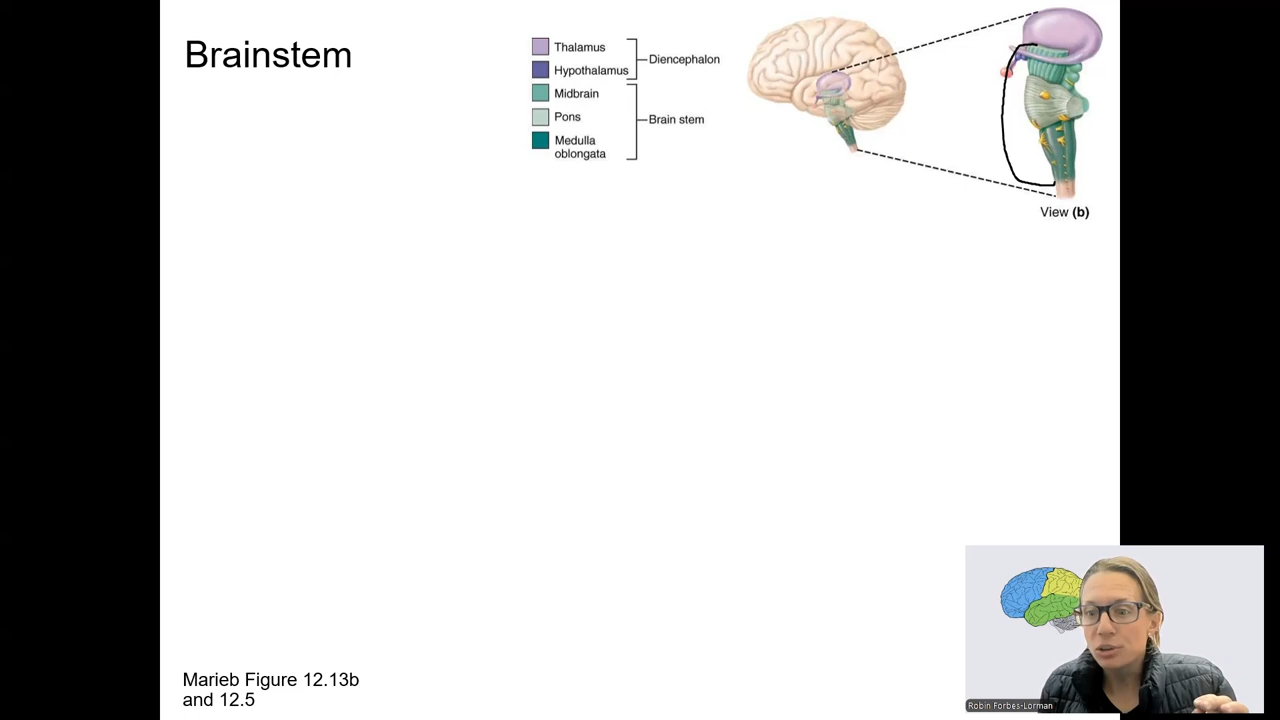 Brainstem
Thalamus
Hypothalamus
Diencephalon
Midbrain
Pons
Brain stem
Medulla
oblongata
View (b)
Marieb Figure 12.13b
and 12.5
Robin Forbes-Lorman